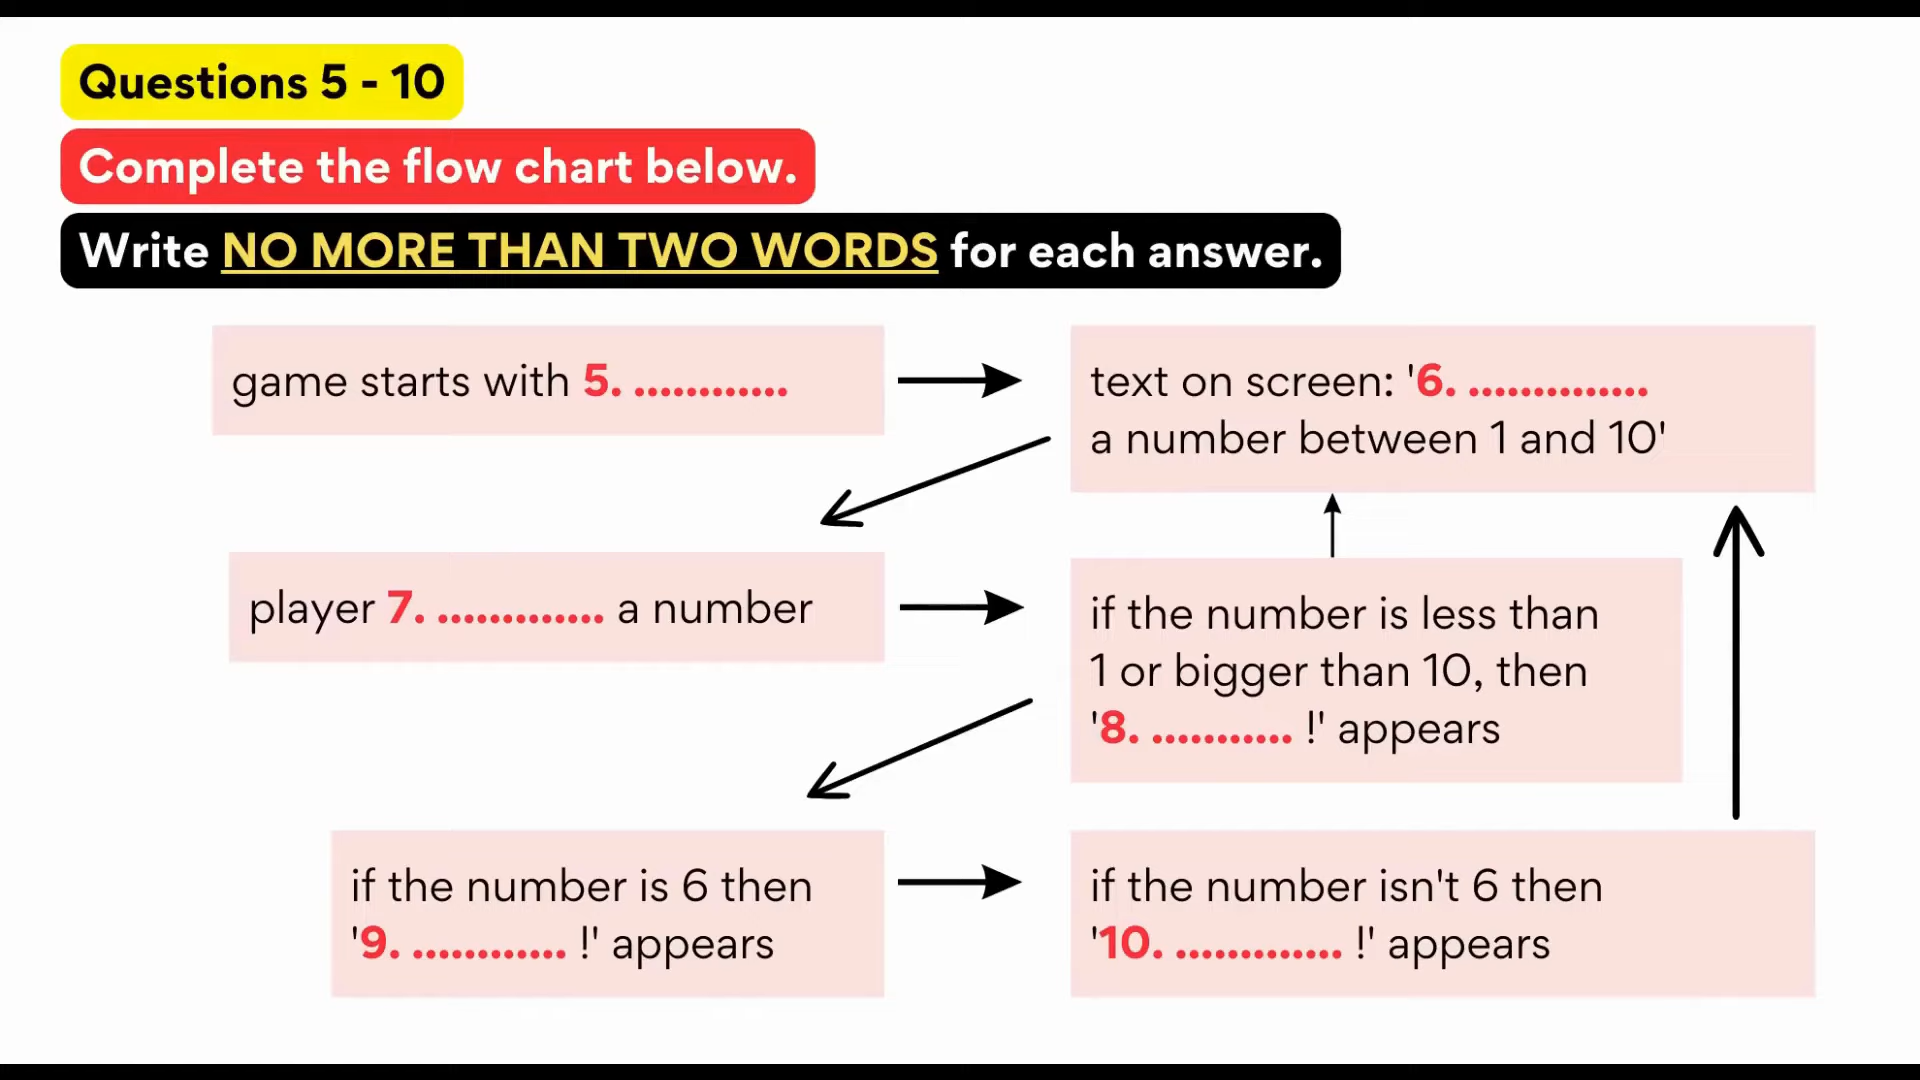 Questions 5 - 10
Complete the flow chart below.
Write NO MORE THAN TWO WORDS for each answer.
game starts with 5. ............
text on screen: '6. ..............
a number between 1 and 10'
player 7. ............. a number
if the number is less than
1 or bigger than 10, then
'8. ........... !' appears
if the number is 6 then
'9. ............ !' appears
if the number isn't 6 then
'10. ............. !' appears